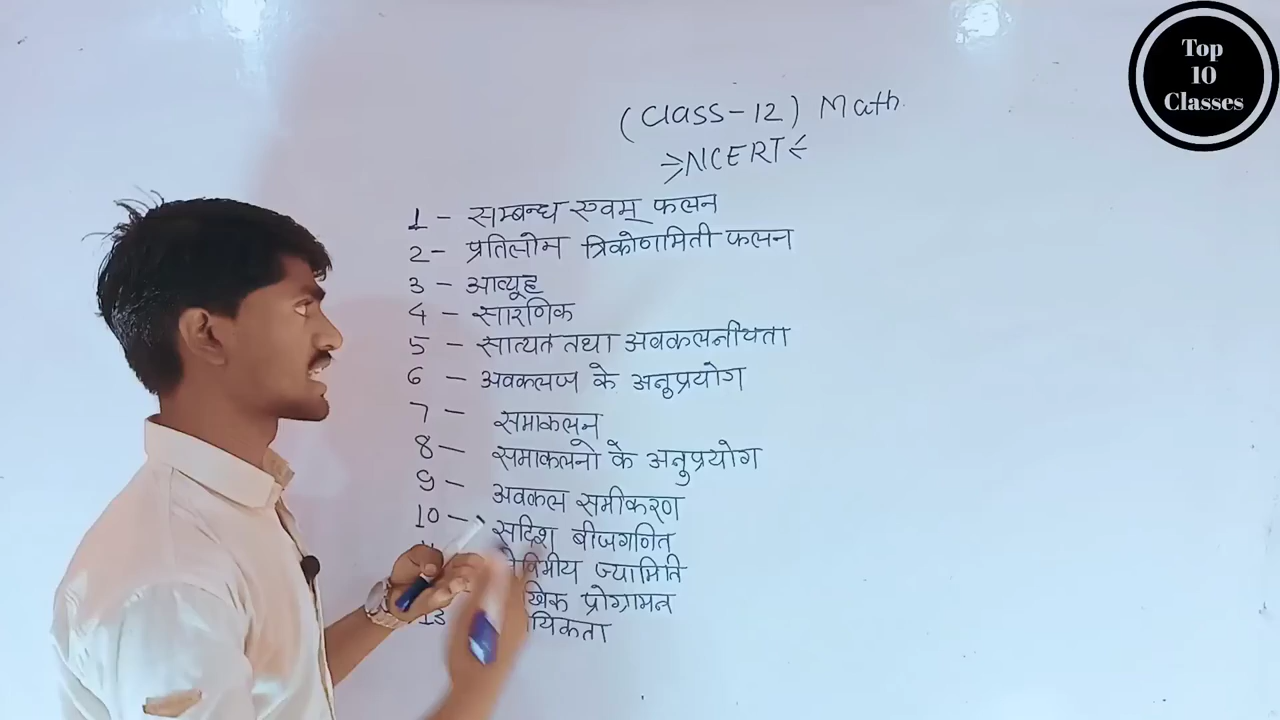 Top
10
Classes
(Class-12) Math.
>NCERT<
1 - सम्बन्ध एवम् फलन
2 - प्रतिलोम त्रिकोणमिती फलन
3 - आव्यूह
4 - सारणिक
5 - सात्यत तथा अवकलनीयता
6 - अवकलज के अनुप्रयोग
7 - समाकलन
8 - समाकलनो के अनुप्रयोग
9 - अवकल समीकरण
10 - सदिश बीजगणित
ज्यामिति
प्रोग्रामन
13